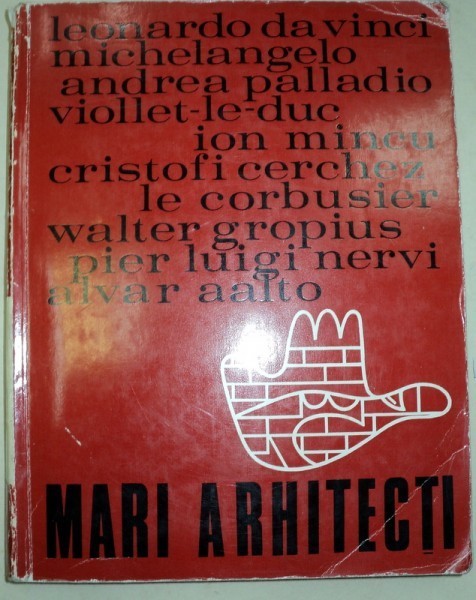 leonardo da vinci
michelangelo
andrea palladio
viollet-le-duc
ion mincu
cristofi cerchez
le corbusier
walter gropius
pier luigi nervi
alvar aalto
MARI ARHITECȚI